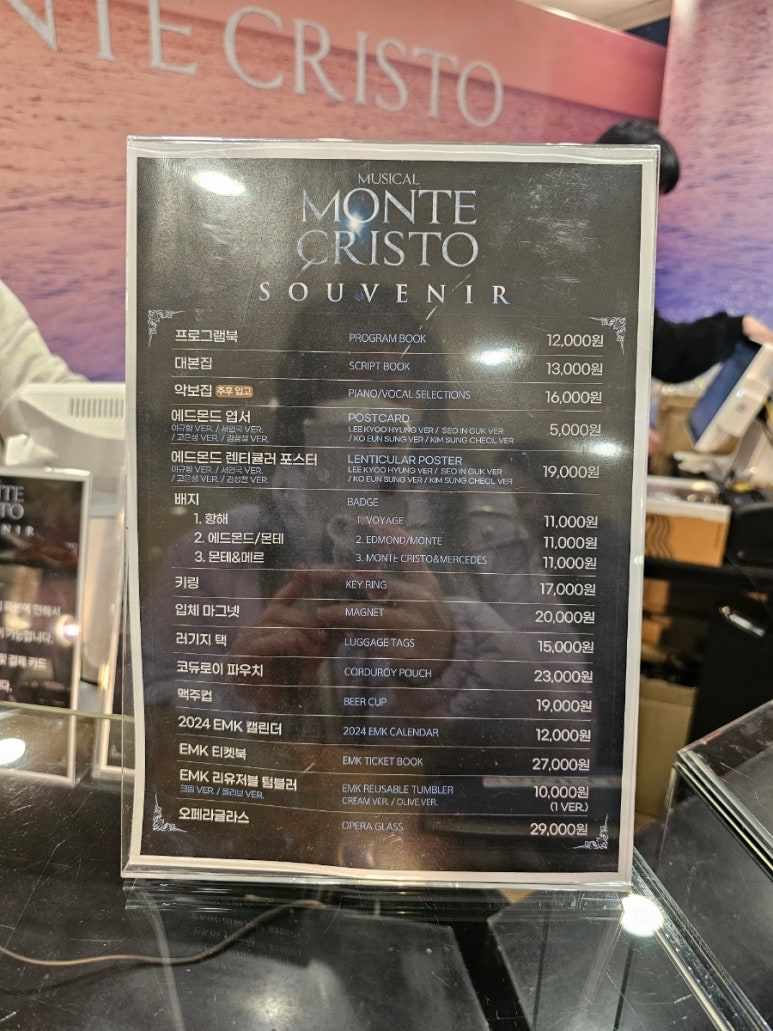 NTE CRISTO
MUSICAL
MONTE
CRISTO
SOUVENIR
프로그램북 PROGRAM BOOK 12,000원
대본집 SCRIPT BOOK 13,000원
악보집 추후 입고 PIANO/VOCAL SELECTIONS 16,000원
에드몬드 엽서 POSTCARD 5,000원
이규형 VER. / 서인국 VER. LEE KYOO HYUNG VER / SEO IN GUK VER
/ 고은성 VER. / 김성철 VER. / KO EUN SUNG VER / KIM SUNG CHEOL VER
에드몬드 렌티큘러 포스터 LENTICULAR POSTER 19,000원
이규형 VER. / 서인국 VER. LEE KYOO HYUNG VER / SEO IN GUK VER
/ 고은성 VER. / 김성철 VER. / KO EUN SUNG VER / KIM SUNG CHEOL VER
배지 BADGE
1. 항해 1. VOYAGE 11,000원
2. 에드몬드/몬테 2. EDMOND/MONTE 11,000원
3. 몬테&메르 3. MONTE CRISTO&MERCEDES 11,000원
키링 KEY RING 17,000원
입체 마그넷 MAGNET 20,000원
러기지 택 LUGGAGE TAGS 15,000원
코듀로이 파우치 CORDUROY POUCH 23,000원
맥주컵 BEER CUP 19,000원
2024 EMK 캘린더 2024 EMK CALENDAR 12,000원
EMK 티켓북 EMK TICKET BOOK 27,000원
EMK 리유저블 텀블러 EMK REUSABLE TUMBLER 10,000원
크림 VER. / 올리브 VER. CREAM VER. / OLIVE VER. (1 VER.)
오페라글라스 OPERA GLASS 29,000원
NTE
STO
VENIR